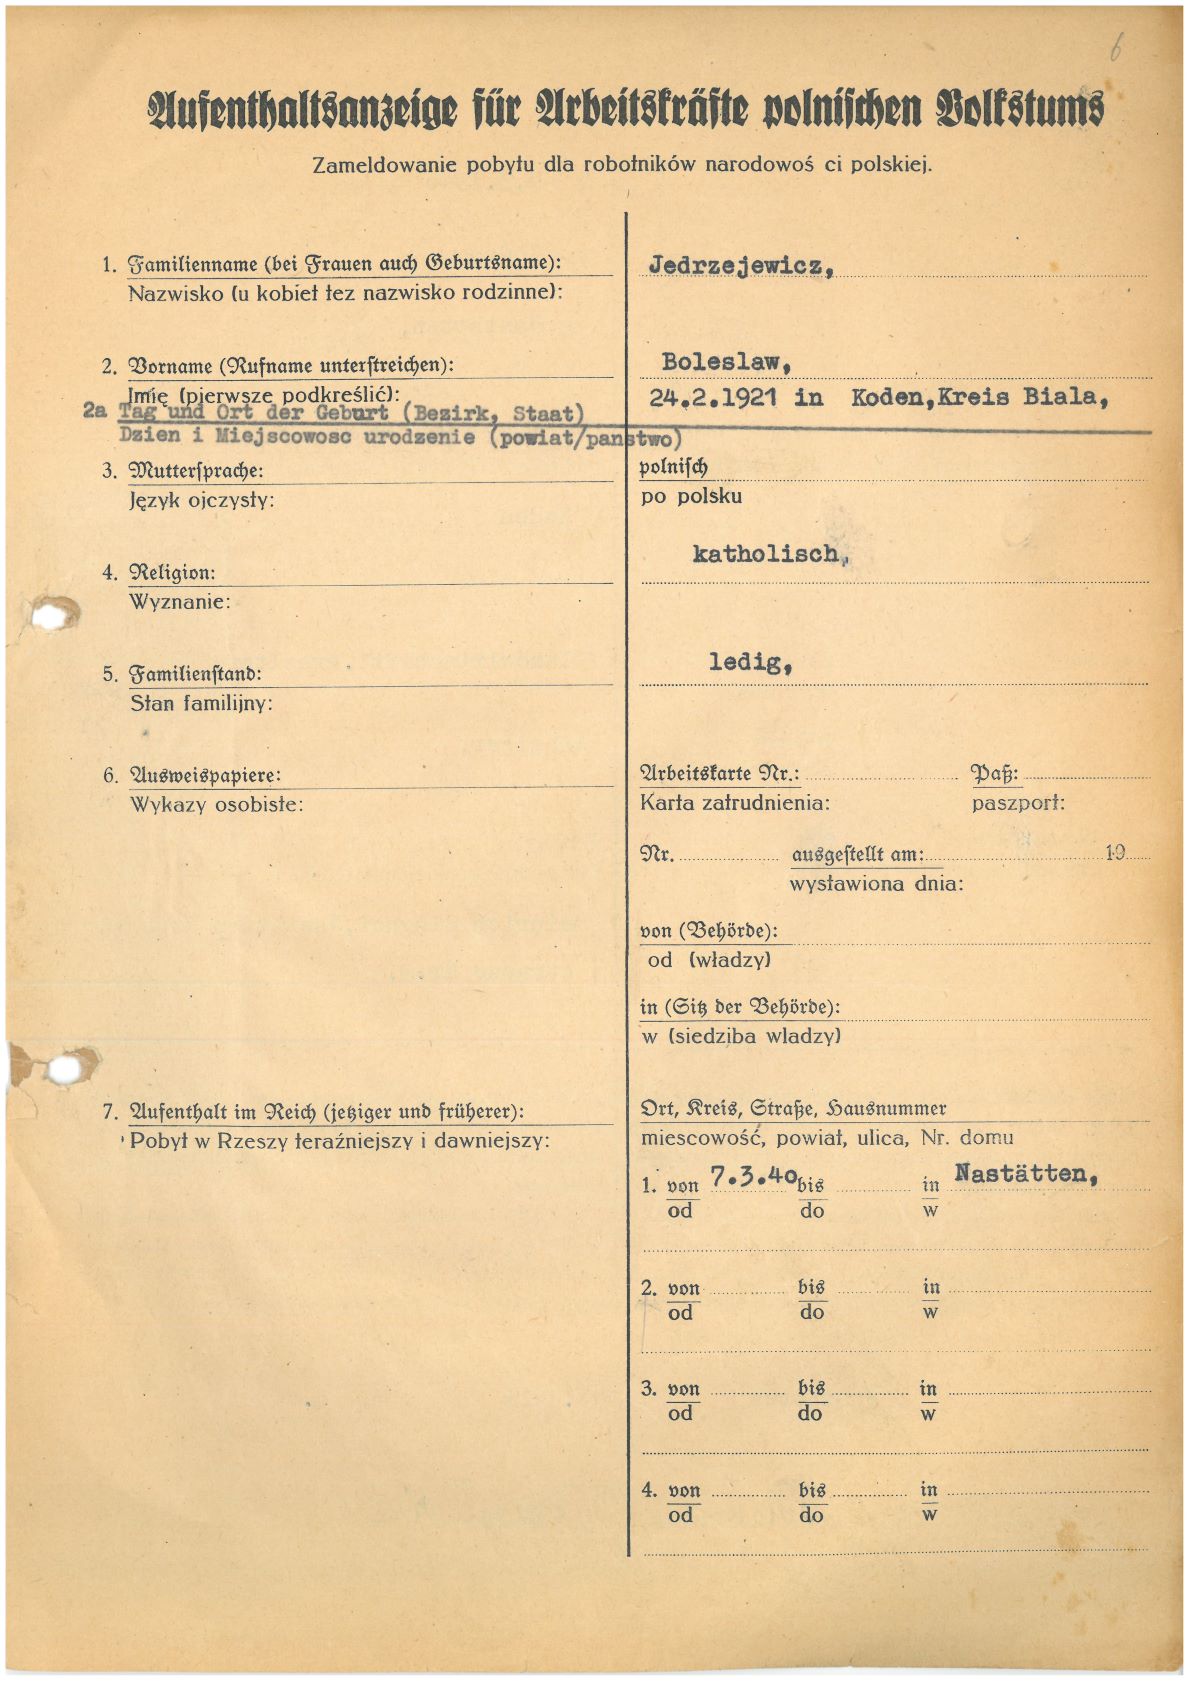 6
Aufenthaltsanzeige für Arbeitskräfte polnischen Volkstums
Zameldowanie pobytu dla robotników narodowoś ci polskiej.
1. Familienname (bei Frauen auch Geburtsname): Jedrzejewicz,
Nazwisko (u kobiet tez nazwisko rodzinne):
2. Vorname (Rufname unterstreichen): Boleslaw,
Imię (pierwsze podkreślić):
2a Tag und Ort der Geburt (Bezirk, Staat) 24.2.1921 in Koden, Kreis Biala,
Dzien i Miejscowosc urodzenie (powiat/panstwo)
3. Muttersprache: polnisch
Język ojczysty: po polsku
4. Religion: katholisch,
Wyznanie:
5. Familienstand: ledig,
Stan familijny:
6. Ausweispapiere: Arbeitskarte Nr.: Paß:
Wykazy osobiste: Karta zatrudnienia: paszport:
Nr. ausgestellt am: 19
wystawiona dnia:
von (Behörde):
od (władzy)
in (Sitz der Behörde):
w (siedziba wladzy)
7. Aufenthalt im Reich (jetziger und früherer): Ort, Kreis, Straße, Hausnummer
Pobyt w Rzeszy teraźniejszy i dawniejszy: miescowość, powiat, ulica, Nr. domu
1. von 7.3.40 bis in Nastätten,
od do w
2. von bis in
od do w
3. von bis in
od do w
4. von bis in
od do w